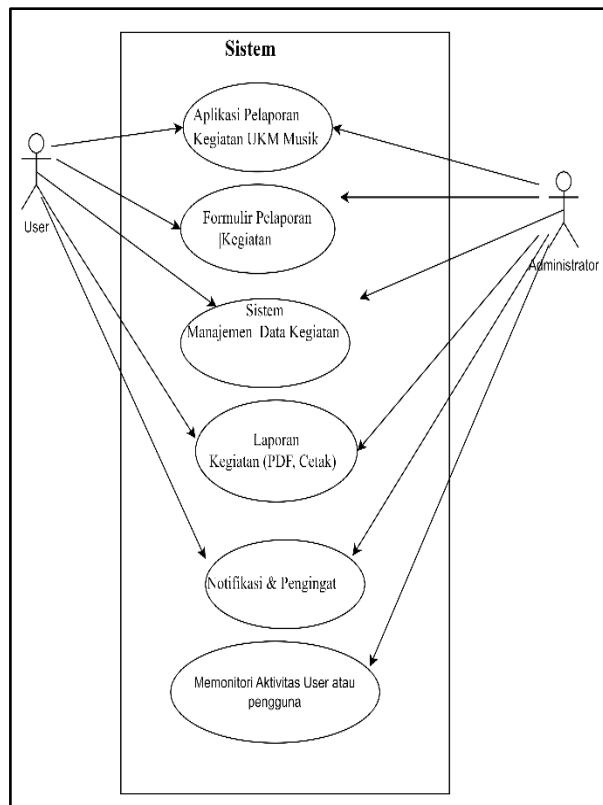 Sistem
Aplikasi Pelaporan
Kegiatan UKM Musik
User
Formulir Pelaporan
|Kegiatan
Administrator
Sistem
Manajemen Data Kegiatan
Laporan
Kegiatan (PDF, Cetak)
Notifikasi & Pengingat
Memonitori Aktivitas User atau
pengguna